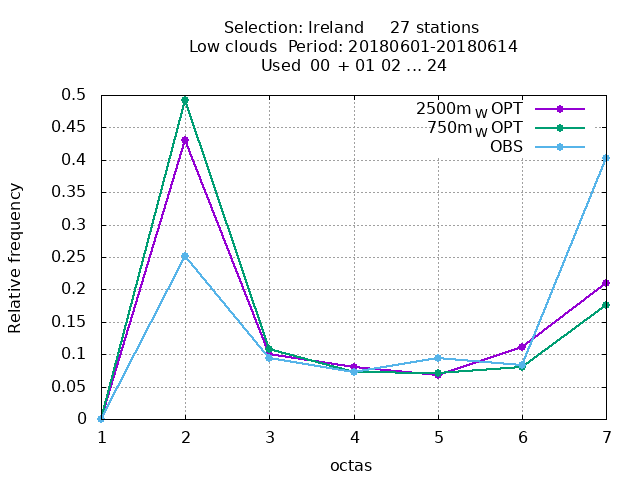 Selection: Ireland 27 stations
Low clouds Period: 20180601-20180614
Used 00 + 01 02 ... 24
2500m W OPT
750m W OPT
OBS
Relative frequency
0.5
0.45
0.4
0.35
0.3
0.25
0.2
0.15
0.1
0.05
0
1 2 3 4 5 6 7
octas